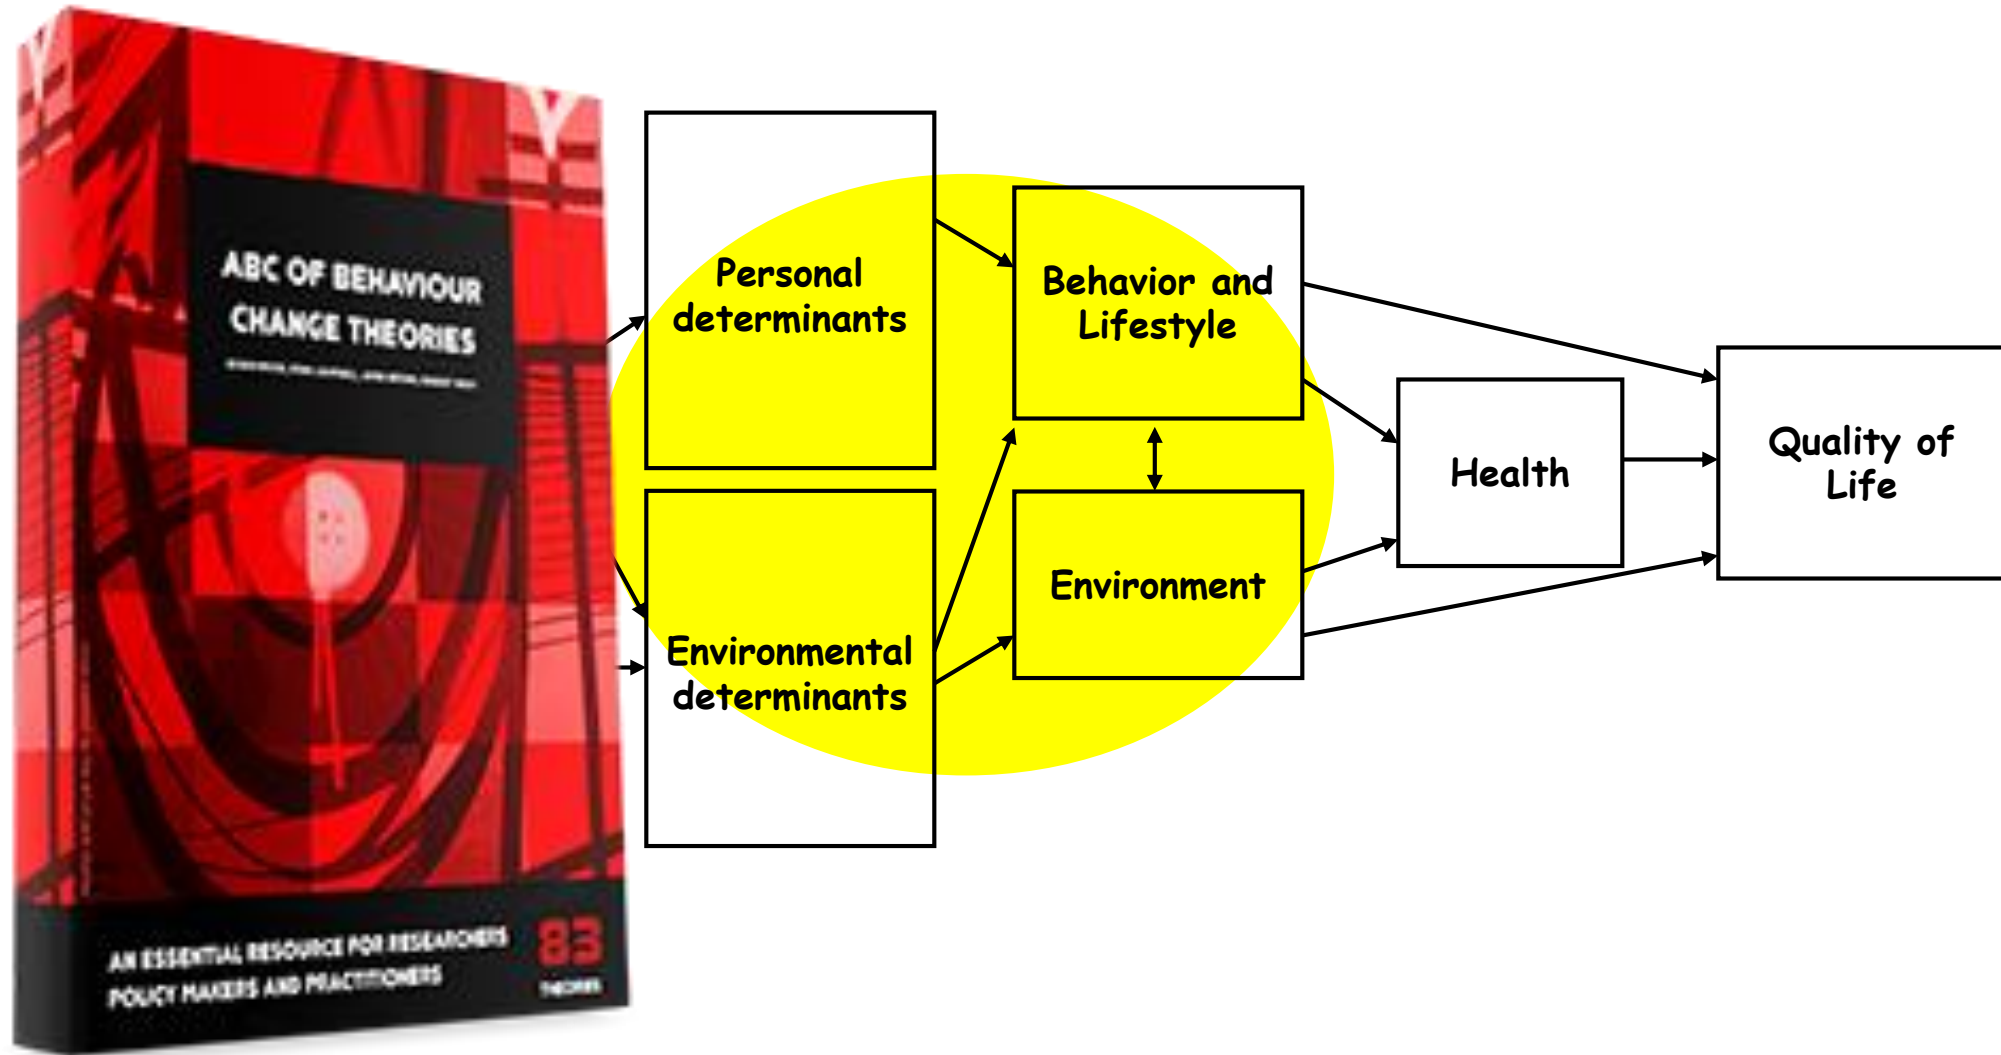 ABC OF BEHAVIOUR
CHANGE THEORIES
AN ESSENTIAL RESOURCE FOR RESEARCHERS
POLICY MAKERS AND PRACTITIONERS
83
THEORIES
Personal
determinants
Environmental
determinants
Behavior and
Lifestyle
Environment
Health
Quality of
Life